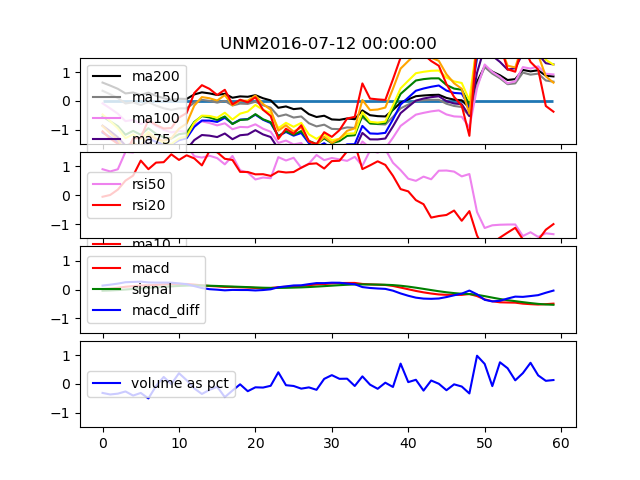 UNM2016-07-12 00:00:00
1
0
−1
ma200
ma150
ma100
ma75
1
0
−1
rsi50
rsi20
ma10
1
0
−1
macd
signal
macd_diff
1
0
−1
volume as pct
0 10 20 30 40 50 60